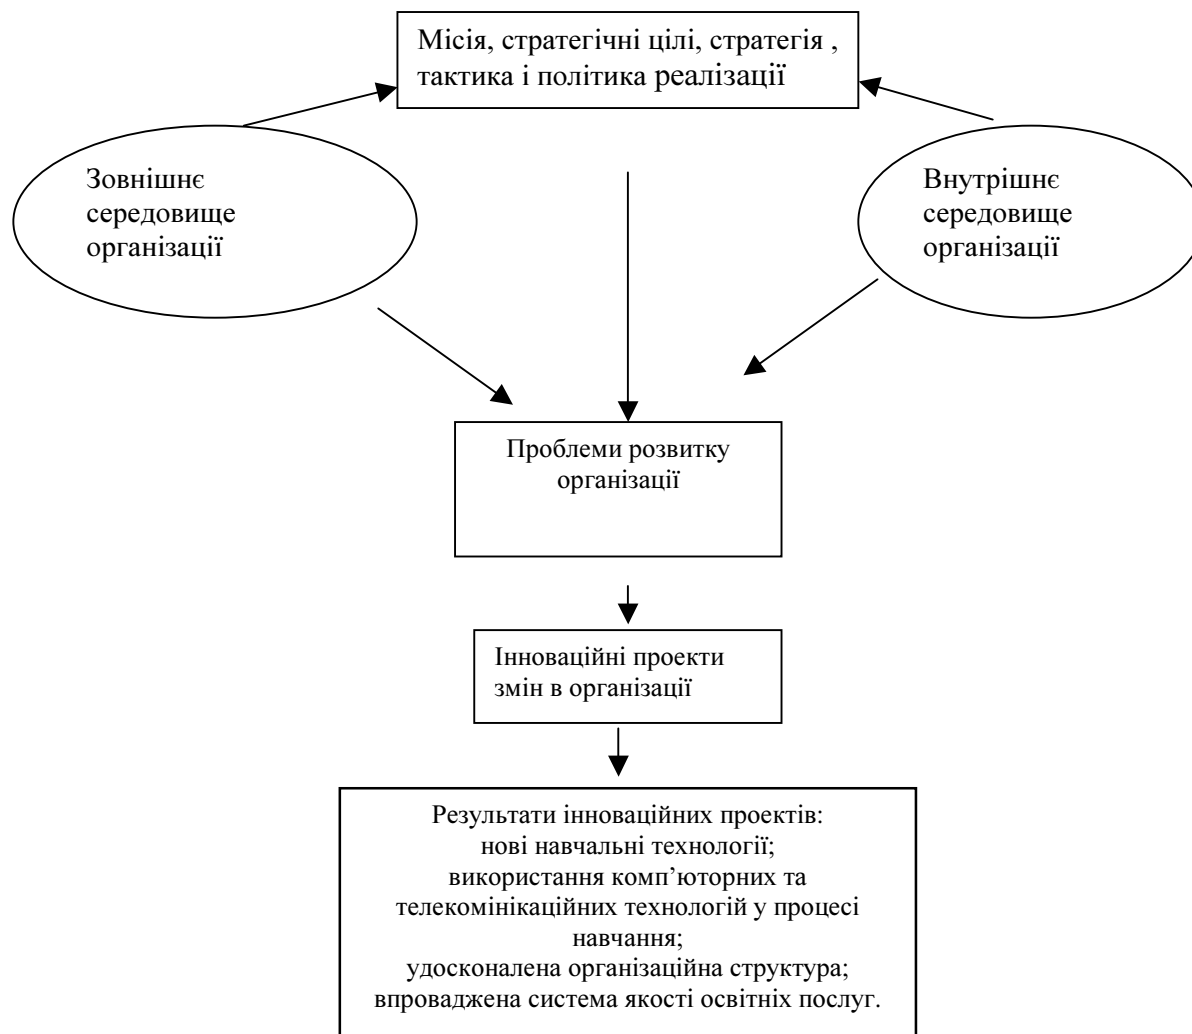 Місія, стратегічні цілі, стратегія ,
тактика і політика реалізації
Зовнішнє
середовище
організації
Внутрішнє
середовище
організації
Проблеми розвитку
організації
Інноваційні проекти
змін в організації
Результати інноваційних проектів:
нові навчальні технології;
використання комп’юторних та
телекомінікаційних технологій у процесі
навчання;
удосконалена організаційна структура;
впроваджена система якості освітніх послуг.